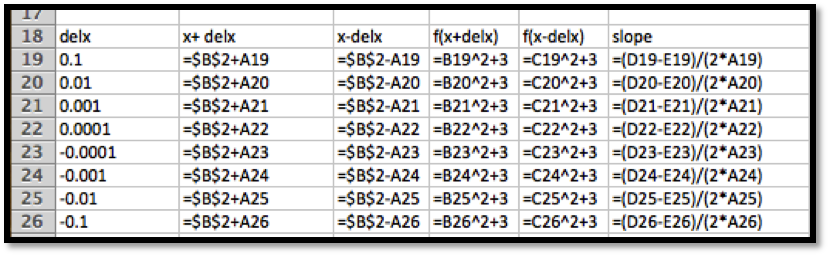 17
18 delx x+ delx x-delx f(x+delx) f(x-delx) slope
19 0.1 =$B$2+A19 =$B$2-A19 =B19^2+3 =C19^2+3 =(D19-E19)/(2*A19)
20 0.01 =$B$2+A20 =$B$2-A20 =B20^2+3 =C20^2+3 =(D20-E20)/(2*A20)
21 0.001 =$B$2+A21 =$B$2-A21 =B21^2+3 =C21^2+3 =(D21-E21)/(2*A21)
22 0.0001 =$B$2+A22 =$B$2-A22 =B22^2+3 =C22^2+3 =(D22-E22)/(2*A22)
23 -0.0001 =$B$2+A23 =$B$2-A23 =B23^2+3 =C23^2+3 =(D23-E23)/(2*A23)
24 -0.001 =$B$2+A24 =$B$2-A24 =B24^2+3 =C24^2+3 =(D24-E24)/(2*A24)
25 -0.01 =$B$2+A25 =$B$2-A25 =B25^2+3 =C25^2+3 =(D25-E25)/(2*A25)
26 -0.1 =$B$2+A26 =$B$2-A26 =B26^2+3 =C26^2+3 =(D26-E26)/(2*A26)